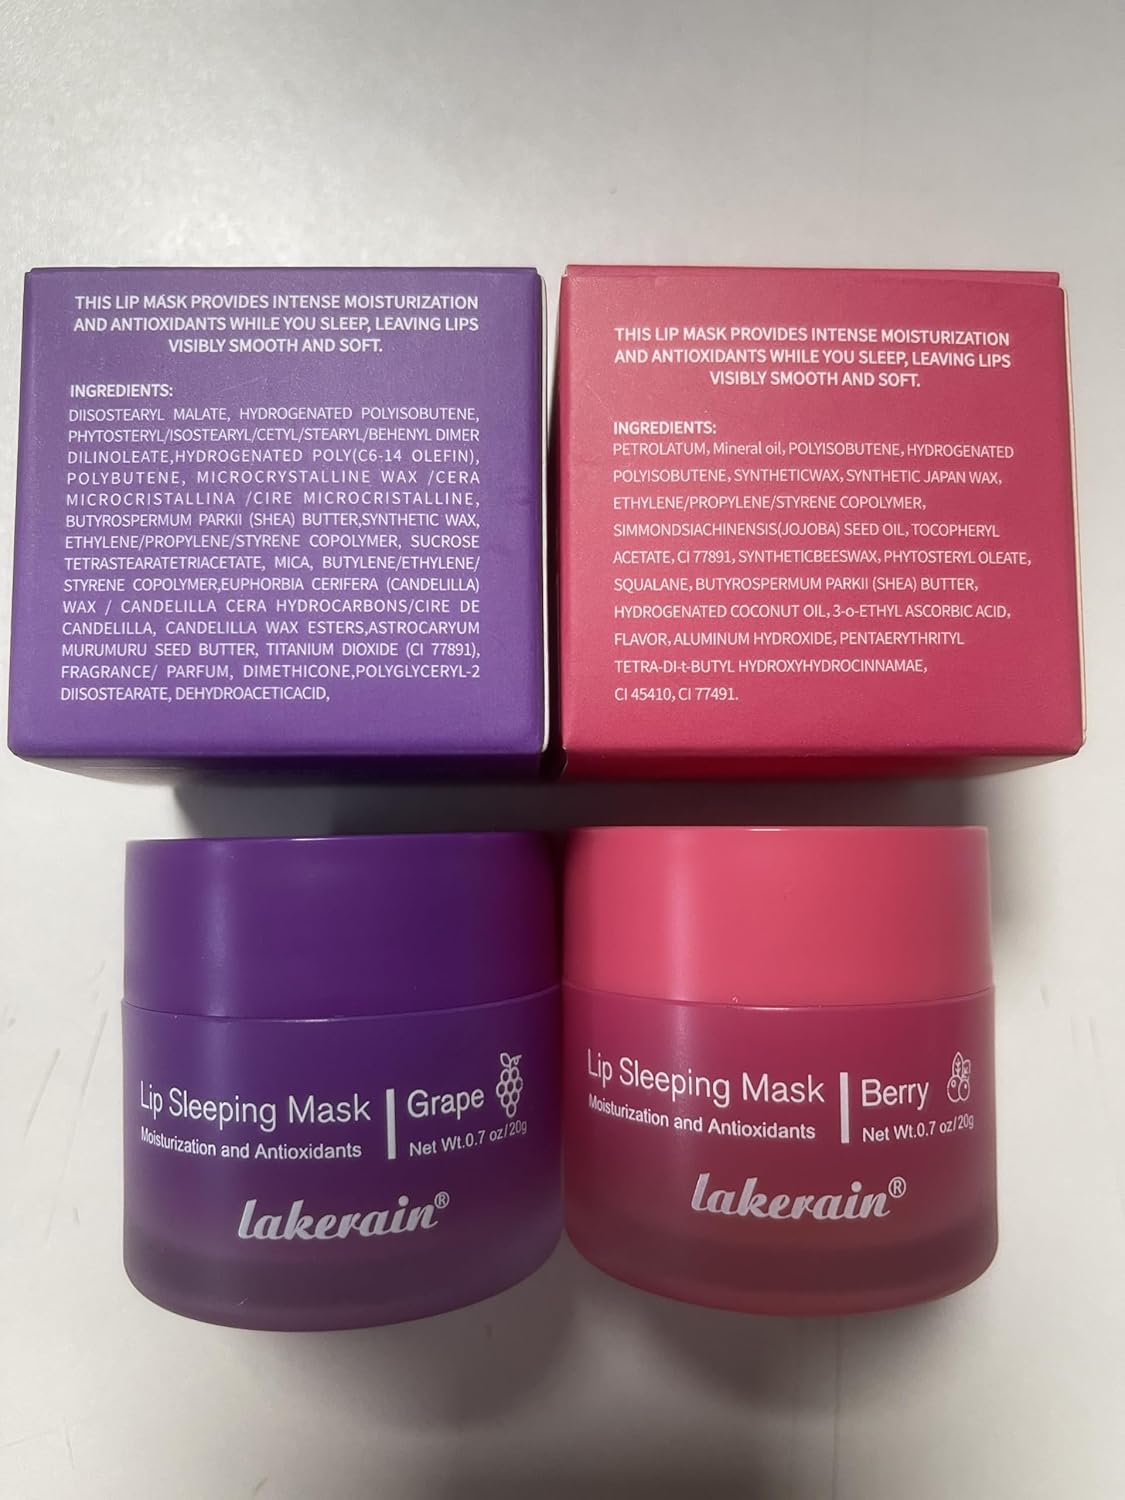 THIS LIP MASK PROVIDES INTENSE MOISTURIZATION
AND ANTIOXIDANTS WHILE YOU SLEEP, LEAVING LIPS
VISIBLY SMOOTH AND SOFT.
INGREDIENTS:
DIISOSTEARYL MALATE, HYDROGENATED POLYISOBUTENE,
PHYTOSTERYL/ISOSTEARYL/CETYL/STEARYL/BEHENYL DIMER
DILINOLEATE,HYDROGENATED POLY(C6-14 OLEFIN),
POLYBUTENE, MICROCRYSTALLINE WAX /CERA
MICROCRISTALLINA /CIRE MICROCRISTALLINE,
BUTYROSPERMUM PARKII (SHEA) BUTTER,SYNTHETIC WAX,
ETHYLENE/PROPYLENE/STYRENE COPOLYMER, SUCROSE
TETRASTEARATETRIACETATE, MICA, BUTYLENE/ETHYLENE/
STYRENE COPOLYMER,EUPHORBIA CERIFERA (CANDELILLA)
WAX / CANDELILLA CERA HYDROCARBONS/CIRE DE
CANDELILLA, CANDELILLA WAX ESTERS,ASTROCARYUM
MURUMURU SEED BUTTER, TITANIUM DIOXIDE (CI 77891),
FRAGRANCE/ PARFUM, DIMETHICONE,POLYGLYCERYL-2
DIISOSTEARATE, DEHYDROACETICACID,
THIS LIP MASK PROVIDES INTENSE MOISTURIZATION
AND ANTIOXIDANTS WHILE YOU SLEEP, LEAVING LIPS
VISIBLY SMOOTH AND SOFT.
INGREDIENTS:
PETROLATUM, Mineral oil, POLYISOBUTENE, HYDROGENATED
POLYISOBUTENE, SYNTHETICWAX, SYNTHETIC JAPAN WAX,
ETHYLENE/PROPYLENE/STYRENE COPOLYMER,
SIMMONDSIACHINENSIS(JOJOBA) SEED OIL, TOCOPHERYL
ACETATE, CI 77891, SYNTHETICBEESWAX, PHYTOSTERYL OLEATE,
SQUALANE, BUTYROSPERMUM PARKII (SHEA) BUTTER,
HYDROGENATED COCONUT OIL, 3-o-ETHYL ASCORBIC ACID,
FLAVOR, ALUMINUM HYDROXIDE, PENTAERYTHRITYL
TETRA-DI-t-BUTYL HYDROXYHYDROCINNAMAE,
CI 45410, CI 77491.
Lip Sleeping Mask | Grape
Moisturization and Antioxidants Net Wt.0.7 oz/20g
lakerain®
Lip Sleeping Mask | Berry
Moisturization and Antioxidants Net Wt.0.7 oz/20g
lakerain®